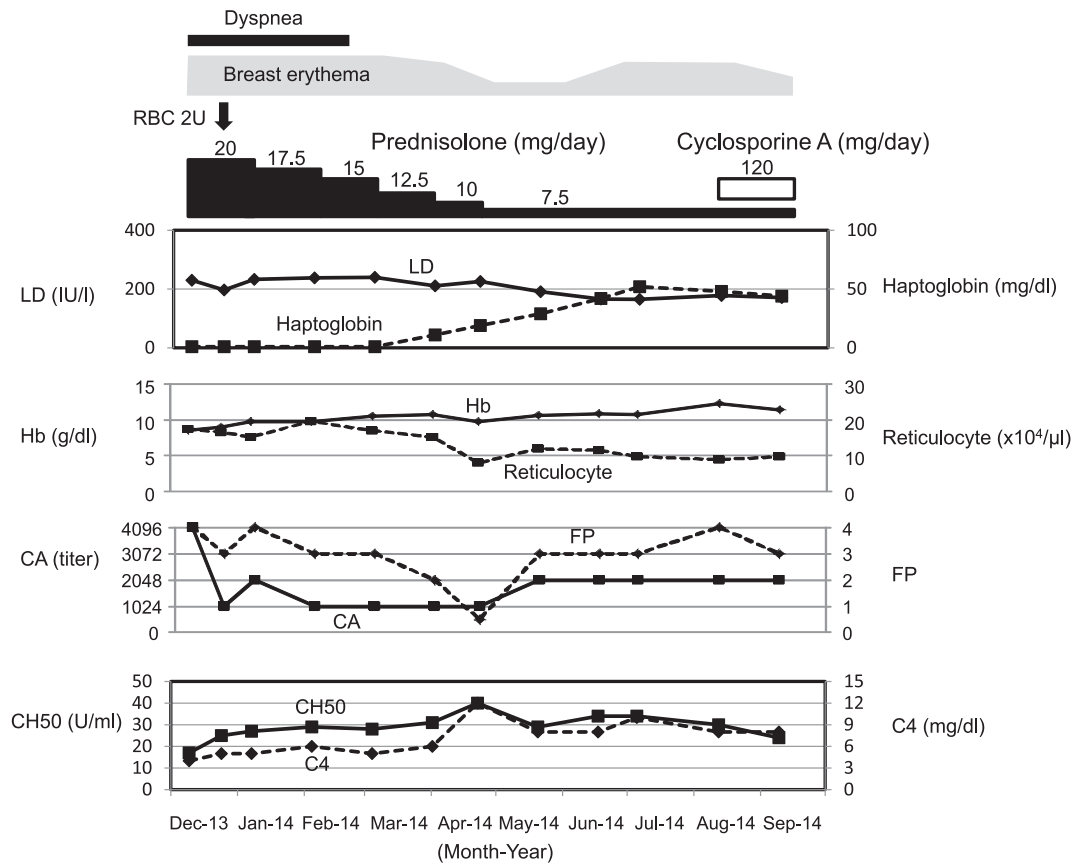 Dyspnea
Breast erythema
RBC 2U
Prednisolone (mg/day)
Cyclosporine A (mg/day)
20
17.5
15
12.5
10
7.5
120
400
200
0
LD (IU/l)
LD
Haptoglobin
100
50
0
Haptoglobin (mg/dl)
15
10
5
0
Hb (g/dl)
Hb
Reticulocyte
30
20
10
0
Reticulocyte (x10⁴/µl)
4096
3072
2048
1024
0
CA (titer)
FP
CA
4
3
2
1
0
FP
50
40
30
20
10
0
CH50 (U/ml)
CH50
C4
15
12
9
6
3
0
C4 (mg/dl)
Dec-13 Jan-14 Feb-14 Mar-14 Apr-14 May-14 Jun-14 Jul-14 Aug-14 Sep-14
(Month-Year)